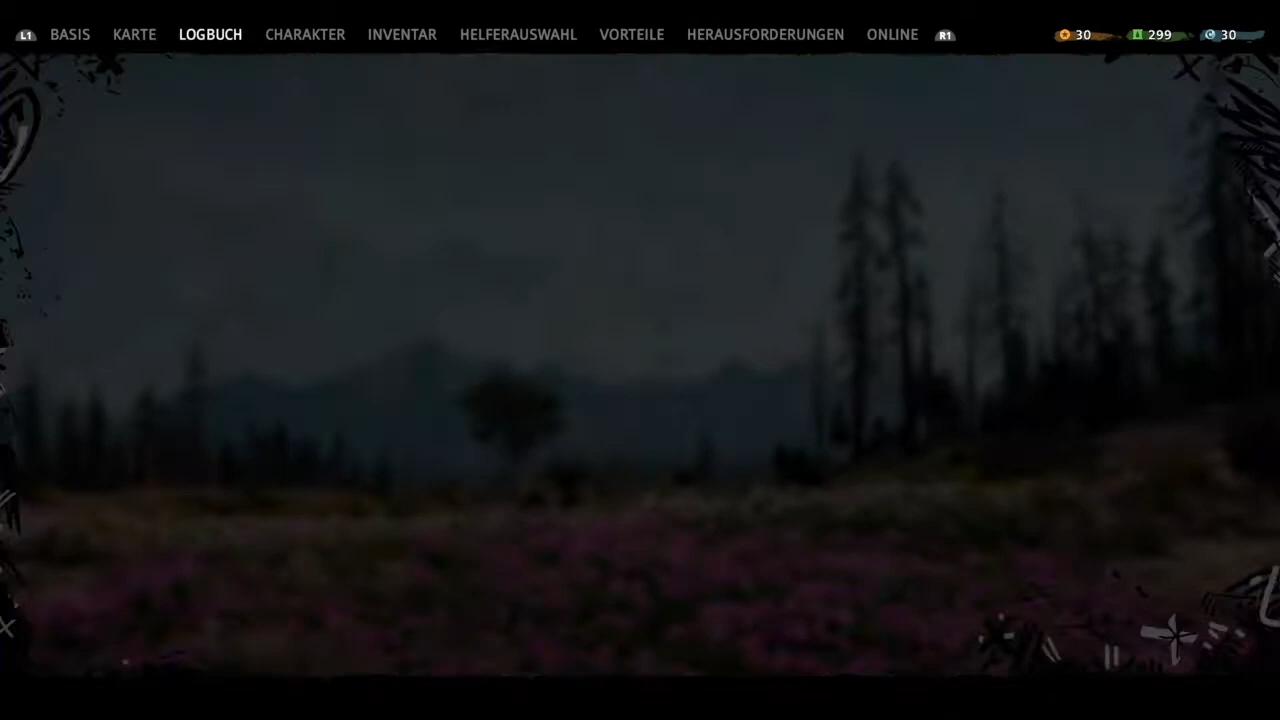 L1 BASIS KARTE LOGBUCH CHARAKTER INVENTAR HELFERAUSWAHL VORTEILE HERAUSFORDERUNGEN ONLINE R1 30 299 30